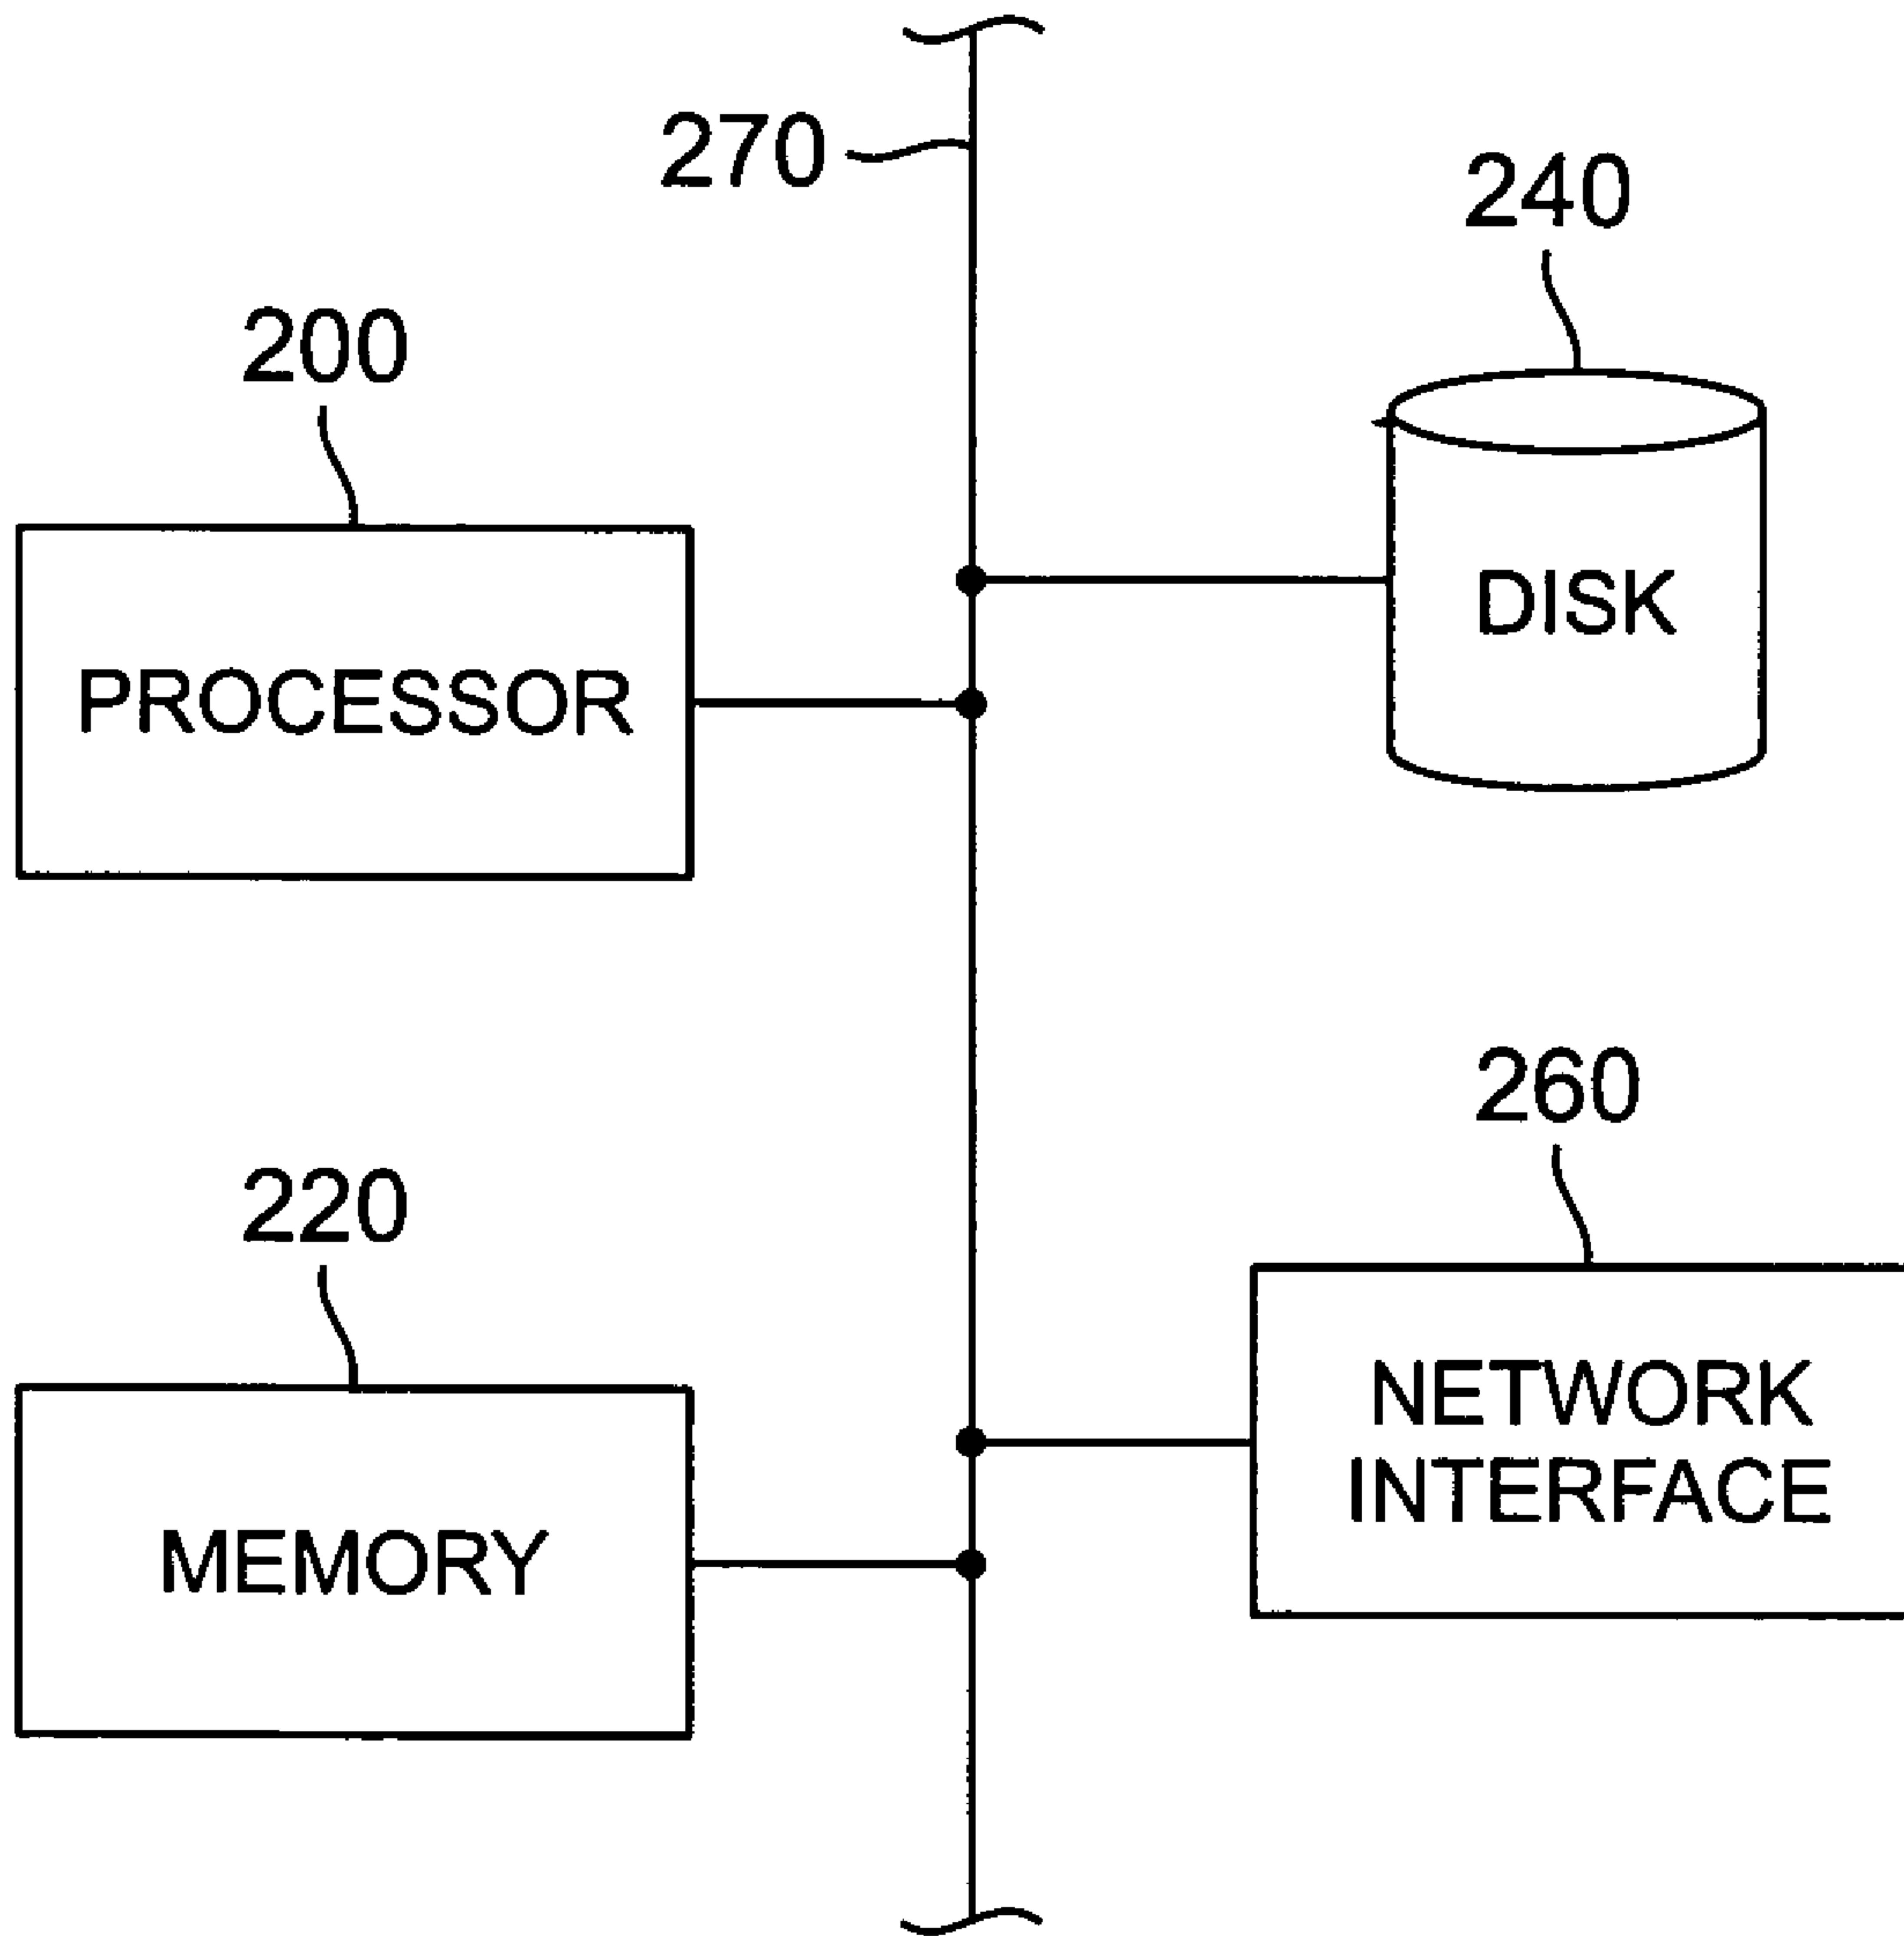 270
240
200
DISK
PROCESSOR
260
220
NETWORK
INTERFACE
MEMORY